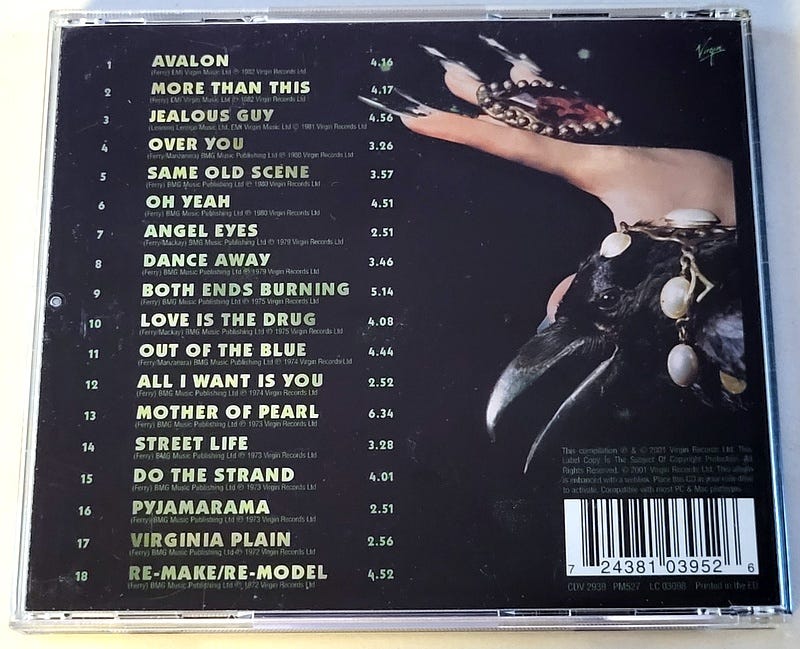 1 AVALON 4.16
(Ferry) EMI Virgin Music Ltd ℗ 1982 Virgin Records Ltd
2 MORE THAN THIS 4.17
(Ferry) EMI Virgin Music Ltd ℗ 1982 Virgin Records Ltd
3 JEALOUS GUY 4.56
(Lennon) Lenono Music Ltd, EMI Virgin Music Ltd ℗ 1981 Virgin Records Ltd
4 OVER YOU 3.26
(Ferry/Manzanera) BMG Music Publishing Ltd ℗ 1980 Virgin Records Ltd
5 SAME OLD SCENE 3.57
(Ferry) BMG Music Publishing Ltd ℗ 1980 Virgin Records Ltd
6 OH YEAH 4.51
(Ferry) BMG Music Publishing Ltd ℗ 1980 Virgin Records Ltd
7 ANGEL EYES 2.51
(Ferry/Mackay) BMG Music Publishing Ltd ℗ 1979 Virgin Records Ltd
8 DANCE AWAY 3.46
(Ferry) BMG Music Publishing Ltd ℗ 1979 Virgin Records Ltd
9 BOTH ENDS BURNING 5.14
(Ferry) BMG Music Publishing Ltd ℗ 1975 Virgin Records Ltd
10 LOVE IS THE DRUG 4.08
(Ferry/Mackay) BMG Music Publishing Ltd ℗ 1975 Virgin Records Ltd
11 OUT OF THE BLUE 4.44
(Ferry/Manzanera) BMG Music Publishing Ltd ℗ 1974 Virgin Records Ltd
12 ALL I WANT IS YOU 2.52
(Ferry) BMG Music Publishing Ltd ℗ 1974 Virgin Records Ltd
13 MOTHER OF PEARL 6.34
(Ferry) BMG Music Publishing Ltd ℗ 1973 Virgin Records Ltd
14 STREET LIFE 3.28
(Ferry) BMG Music Publishing Ltd ℗ 1973 Virgin Records Ltd
15 DO THE STRAND 4.01
(Ferry) BMG Music Publishing Ltd ℗ 1973 Virgin Records Ltd
16 PYJAMARAMA 2.51
(Ferry) BMG Music Publishing Ltd ℗ 1973 Virgin Records Ltd
17 VIRGINIA PLAIN 2.56
(Ferry) BMG Music Publishing Ltd ℗ 1972 Virgin Records Ltd
18 RE-MAKE/RE-MODEL 4.52
(Ferry) BMG Music Publishing Ltd ℗ 1972 Virgin Records Ltd
Virgin
This compilation ℗ & © 2001 Virgin Records Ltd. This
Label Copy Is The Subject Of Copyright Protection. All
Rights Reserved. © 2001 Virgin Records Ltd. This album
is enhanced with a weblink. Place this CD in your rom drive
to activate. Compatible with most PC & Mac platforms.
7 24381 03952 6
CDV 2939 PM527 LC 03098 Printed in the EU